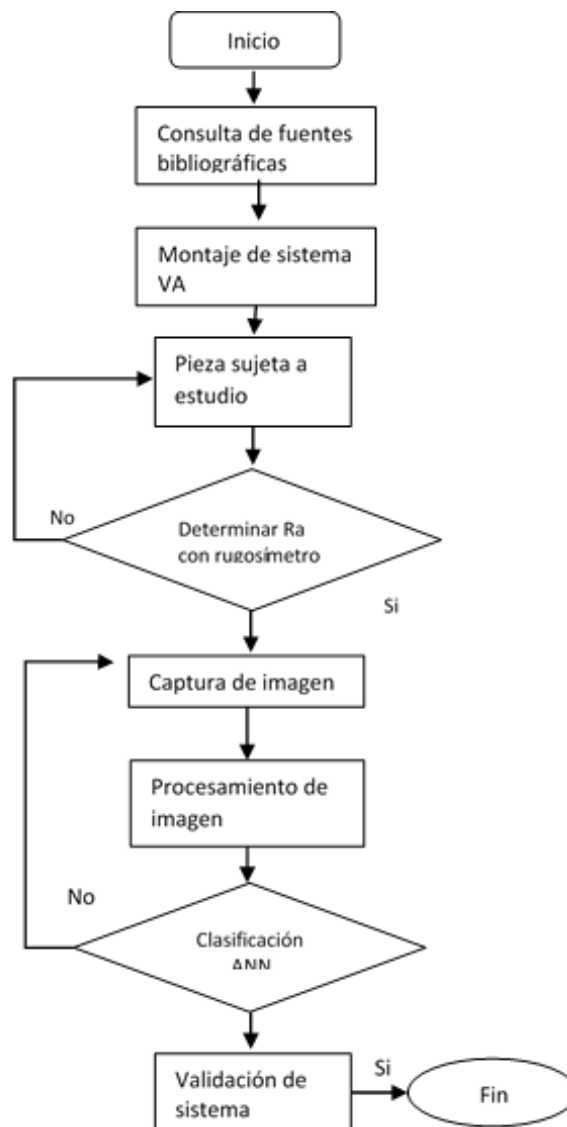 Inicio
Consulta de fuentes
bibliográficas
Montaje de sistema
VA
Pieza sujeta a
estudio
No
Determinar Ra
con rugosímetro
Si
Captura de imagen
Procesamiento de
imagen
No
Clasificación
ANN
Validación de
sistema
Si
Fin